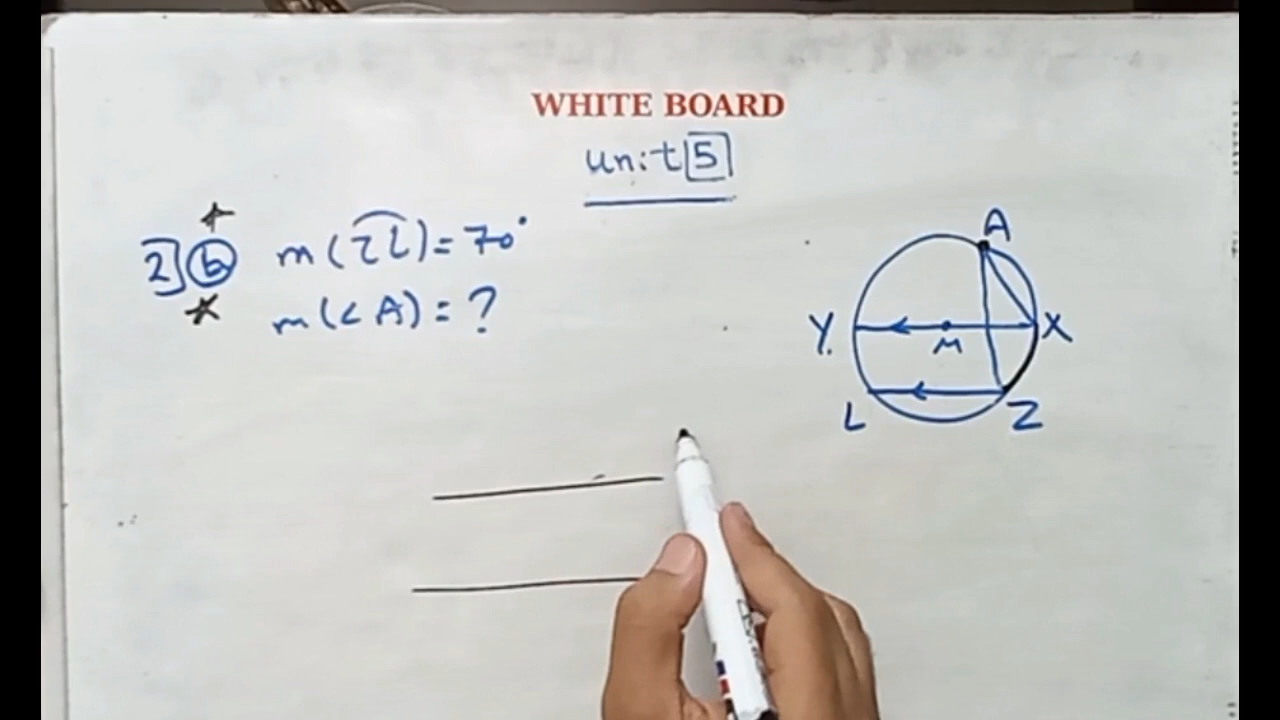 WHITE BOARD
unit 5
2] b m(ZL) = 70°
m(< A) = ?
A
Y M X
L Z